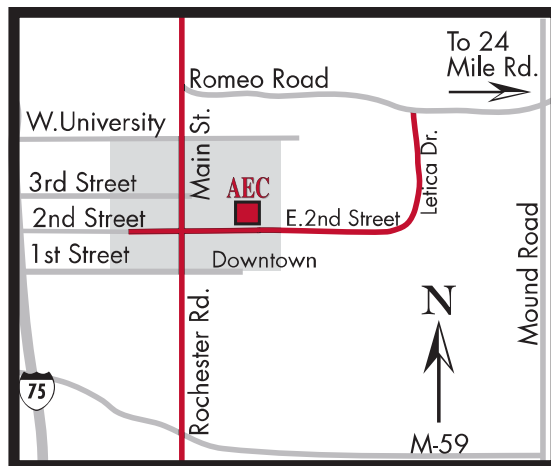 To 24
Mile Rd.
Romeo Road
W.University
Main St.
3rd Street
AEC
Letica Dr.
2nd Street
E.2nd Street
1st Street
Downtown
Mound Road
N
Rochester Rd.
75
M-59